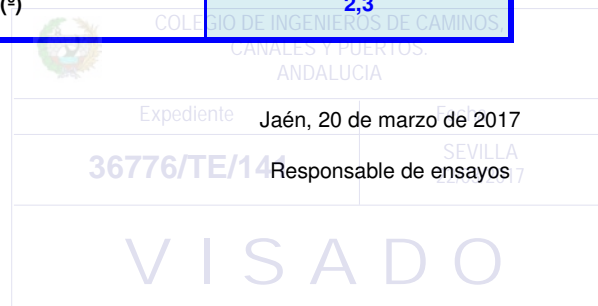 (º) 2,3
COLEGIO DE INGENIEROS DE CAMINOS,
CANALES Y PUERTOS.
ANDALUCIA
Expediente Fecha
Jaén, 20 de marzo de 2017
36776/TE/141 SEVILLA
Responsable de ensayos
VISADO